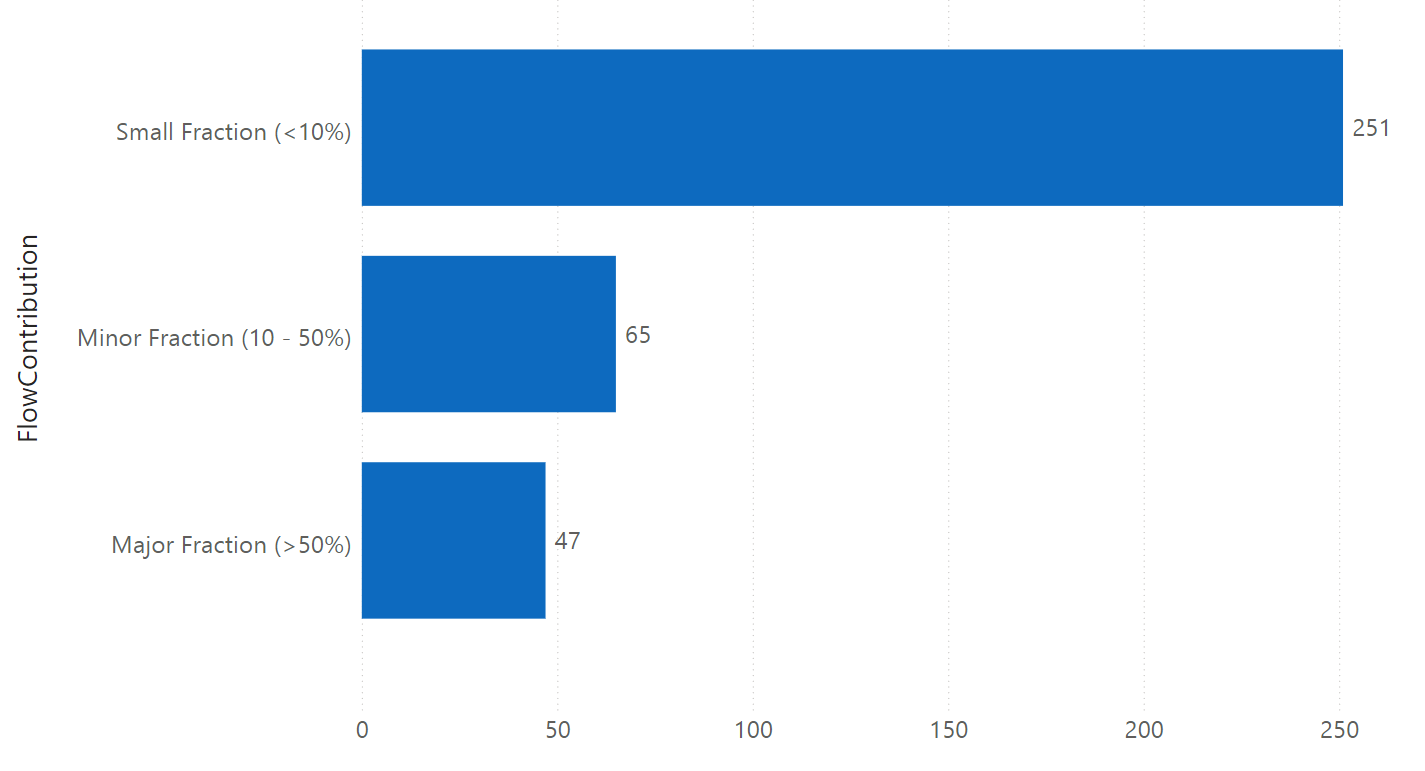 FlowContribution
Small Fraction (<10%)
251
Minor Fraction (10 - 50%)
65
Major Fraction (>50%)
47
0 50 100 150 200 250